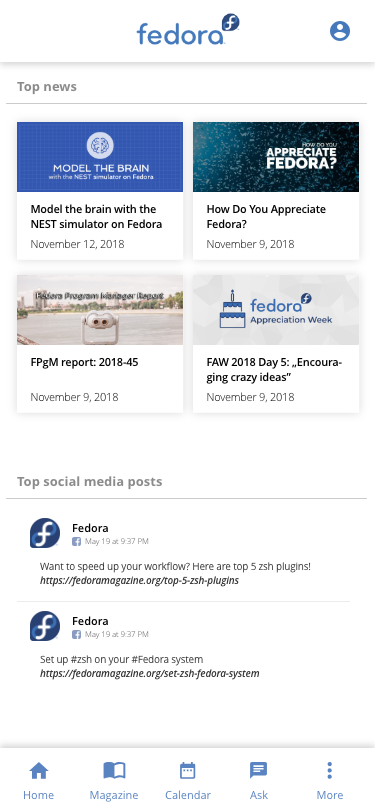 fedora
Top news
MODEL THE BRAIN
with the NEST simulator on Fedora
Model the brain with the
NEST simulator on Fedora
November 12, 2018
HOW DO YOU
APPRECIATE
FEDORA?
How Do You Appreciate
Fedora?
November 9, 2018
Fedora Program Manager Report
FPgM report: 2018-45
November 9, 2018
fedora
Appreciation Week
FAW 2018 Day 5: „Encoura-
ging crazy ideas”
November 9, 2018
Top social media posts
Fedora
May 19 at 9:37 PM
Want to speed up your workflow? Here are top 5 zsh plugins!
https://fedoramagazine.org/top-5-zsh-plugins
Fedora
May 19 at 9:37 PM
Set up #zsh on your #Fedora system
https://fedoramagazine.org/set-zsh-fedora-system
Home
Magazine
Calendar
Ask
More